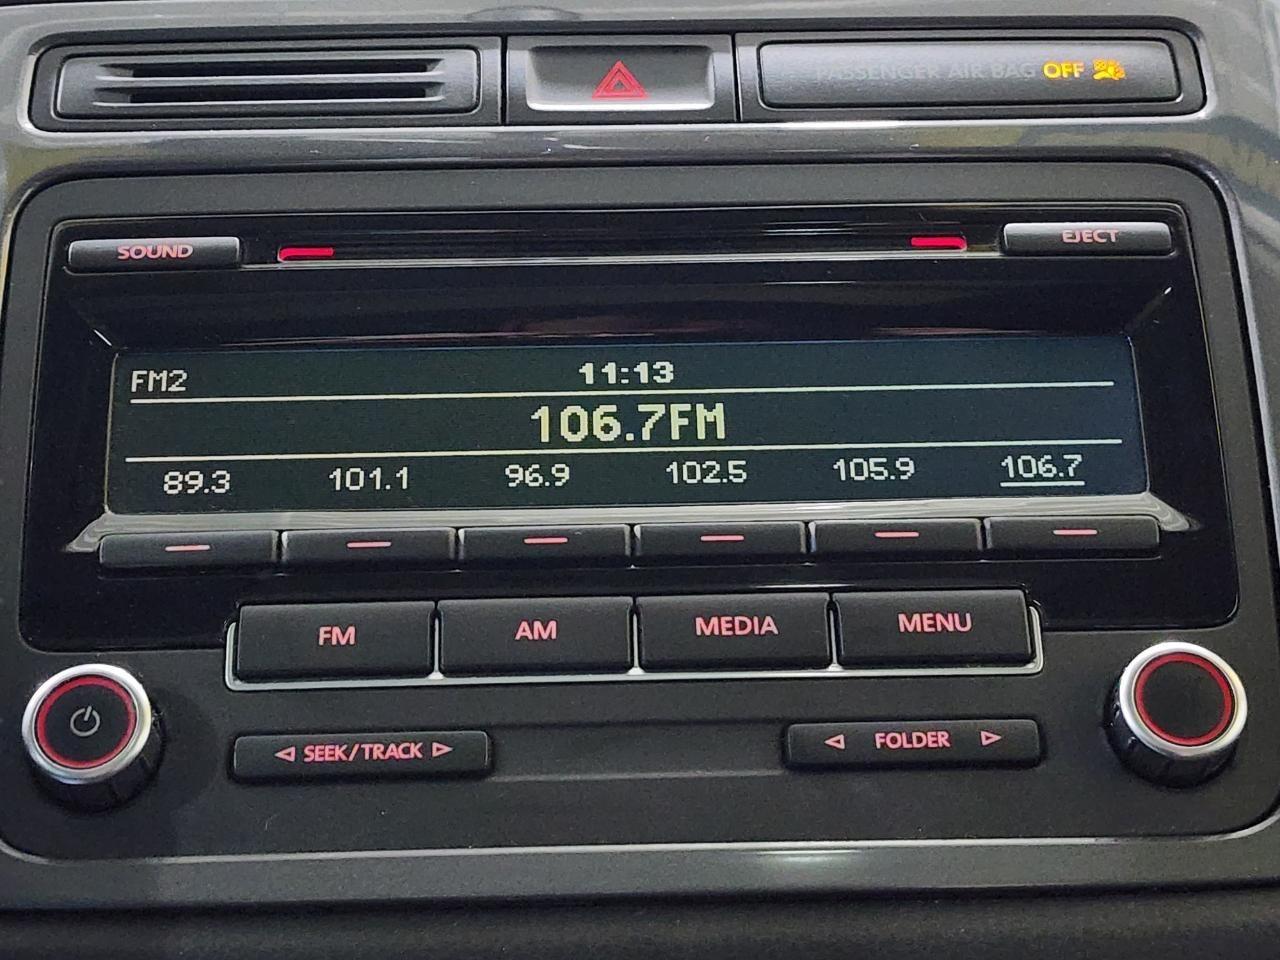 PASSENGER AIR BAG OFF
SOUND
EJECT
FM2 11:13
106.7FM
89.3 101.1 96.9 102.5 105.9 106.7
FM AM MEDIA MENU
SEEK/TRACK FOLDER